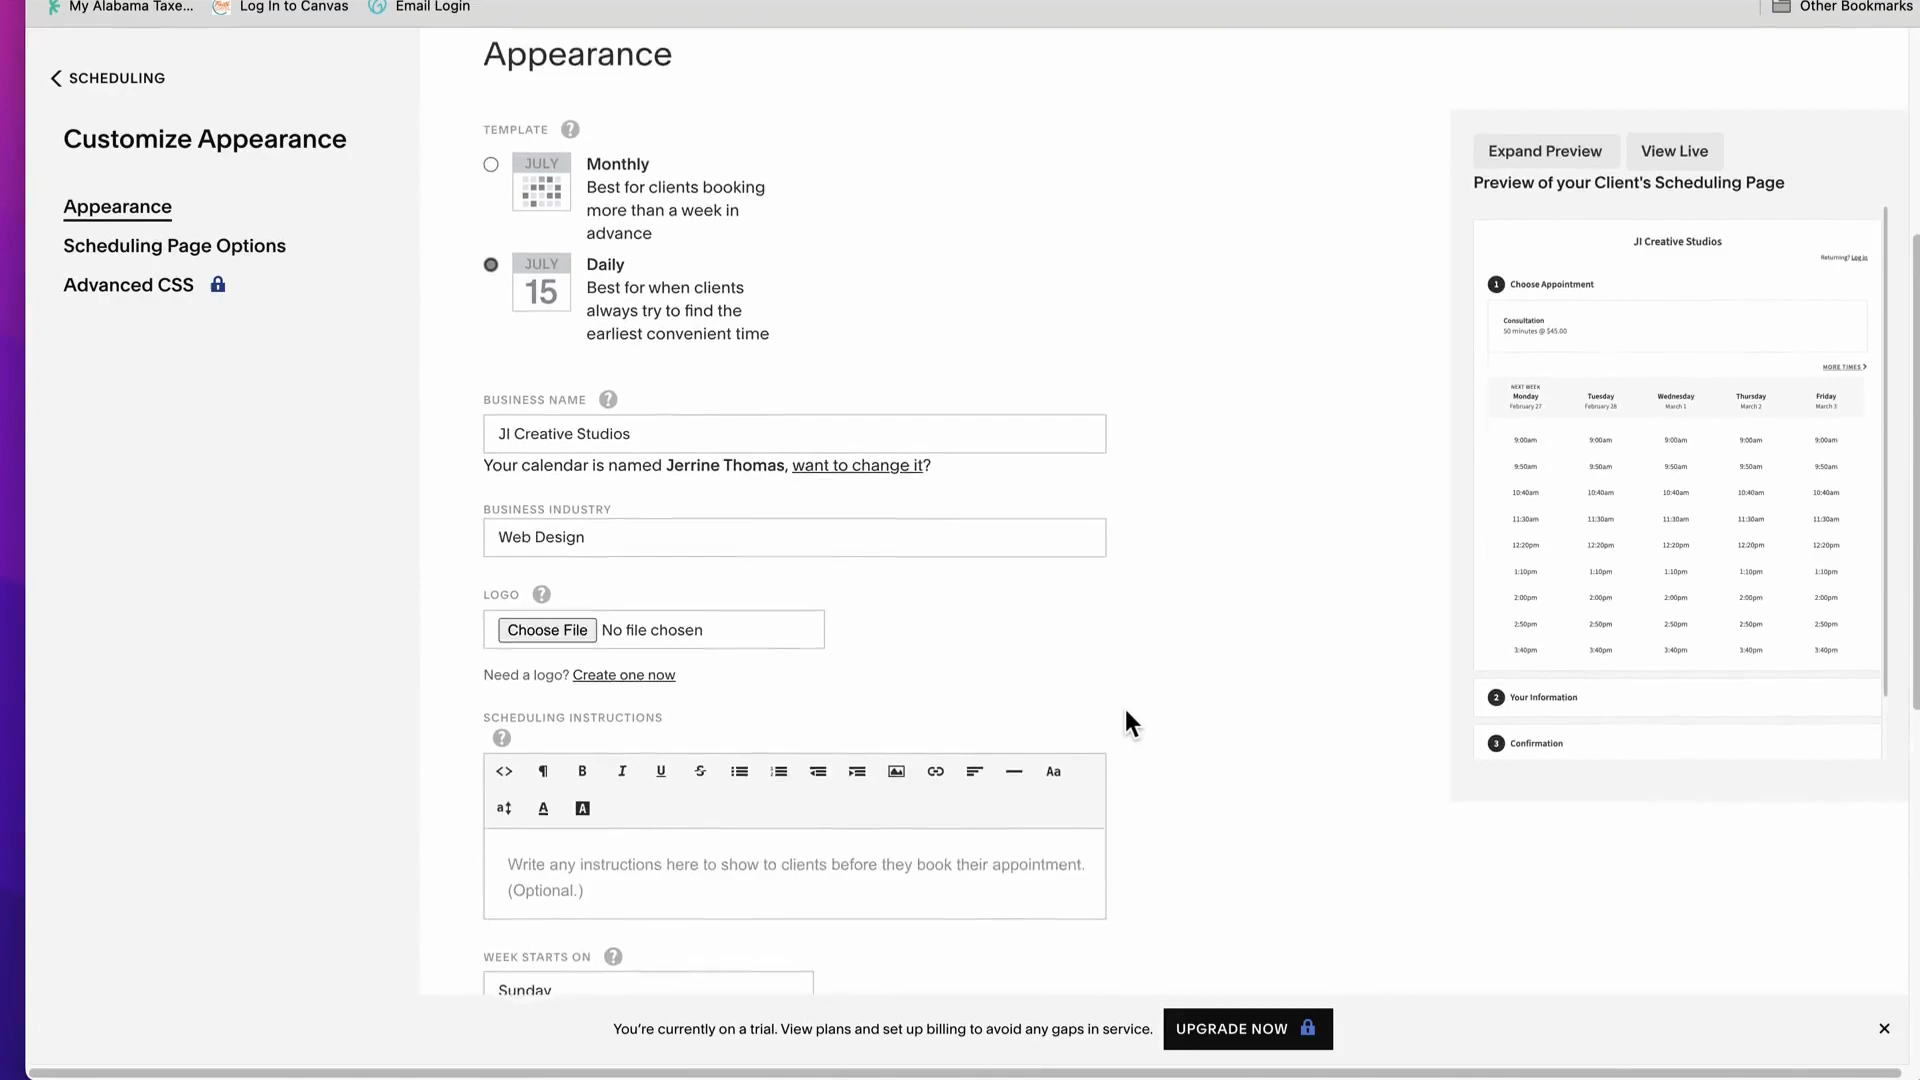 My Alabama Taxe...
Log In to Canvas
Email Login
Other Bookmarks
SCHEDULING
Customize Appearance
Appearance
Scheduling Page Options
Advanced CSS
Appearance
TEMPLATE ?
JULY
Monthly
Best for clients booking
more than a week in
advance
JULY
15
Daily
Best for when clients
always try to find the
earliest convenient time
BUSINESS NAME ?
JI Creative Studios
Your calendar is named Jerrine Thomas, want to change it?
BUSINESS INDUSTRY
Web Design
LOGO ?
Choose File No file chosen
Need a logo? Create one now
SCHEDULING INSTRUCTIONS
?
<> ¶ B I U S Aa
a A A
Write any instructions here to show to clients before they book their appointment.
(Optional.)
WEEK STARTS ON ?
Sunday
Expand Preview View Live
Preview of your Client's Scheduling Page
JI Creative Studios
Returning? Log in
1 Choose Appointment
Consultation
50 minutes @ $45.00
MORE TIMES >
NEXT WEEK
Monday Tuesday Wednesday Thursday Friday
February 27 February 28 March 1 March 2 March 3
9:00am 9:00am 9:00am 9:00am 9:00am
9:50am 9:50am 9:50am 9:50am 9:50am
10:40am 10:40am 10:40am 10:40am 10:40am
11:30am 11:30am 11:30am 11:30am 11:30am
12:20pm 12:20pm 12:20pm 12:20pm 12:20pm
1:10pm 1:10pm 1:10pm 1:10pm 1:10pm
2:00pm 2:00pm 2:00pm 2:00pm 2:00pm
2:50pm 2:50pm 2:50pm 2:50pm 2:50pm
3:40pm 3:40pm 3:40pm 3:40pm 3:40pm
2 Your Information
3 Confirmation
You're currently on a trial. View plans and set up billing to avoid any gaps in service.
UPGRADE NOW